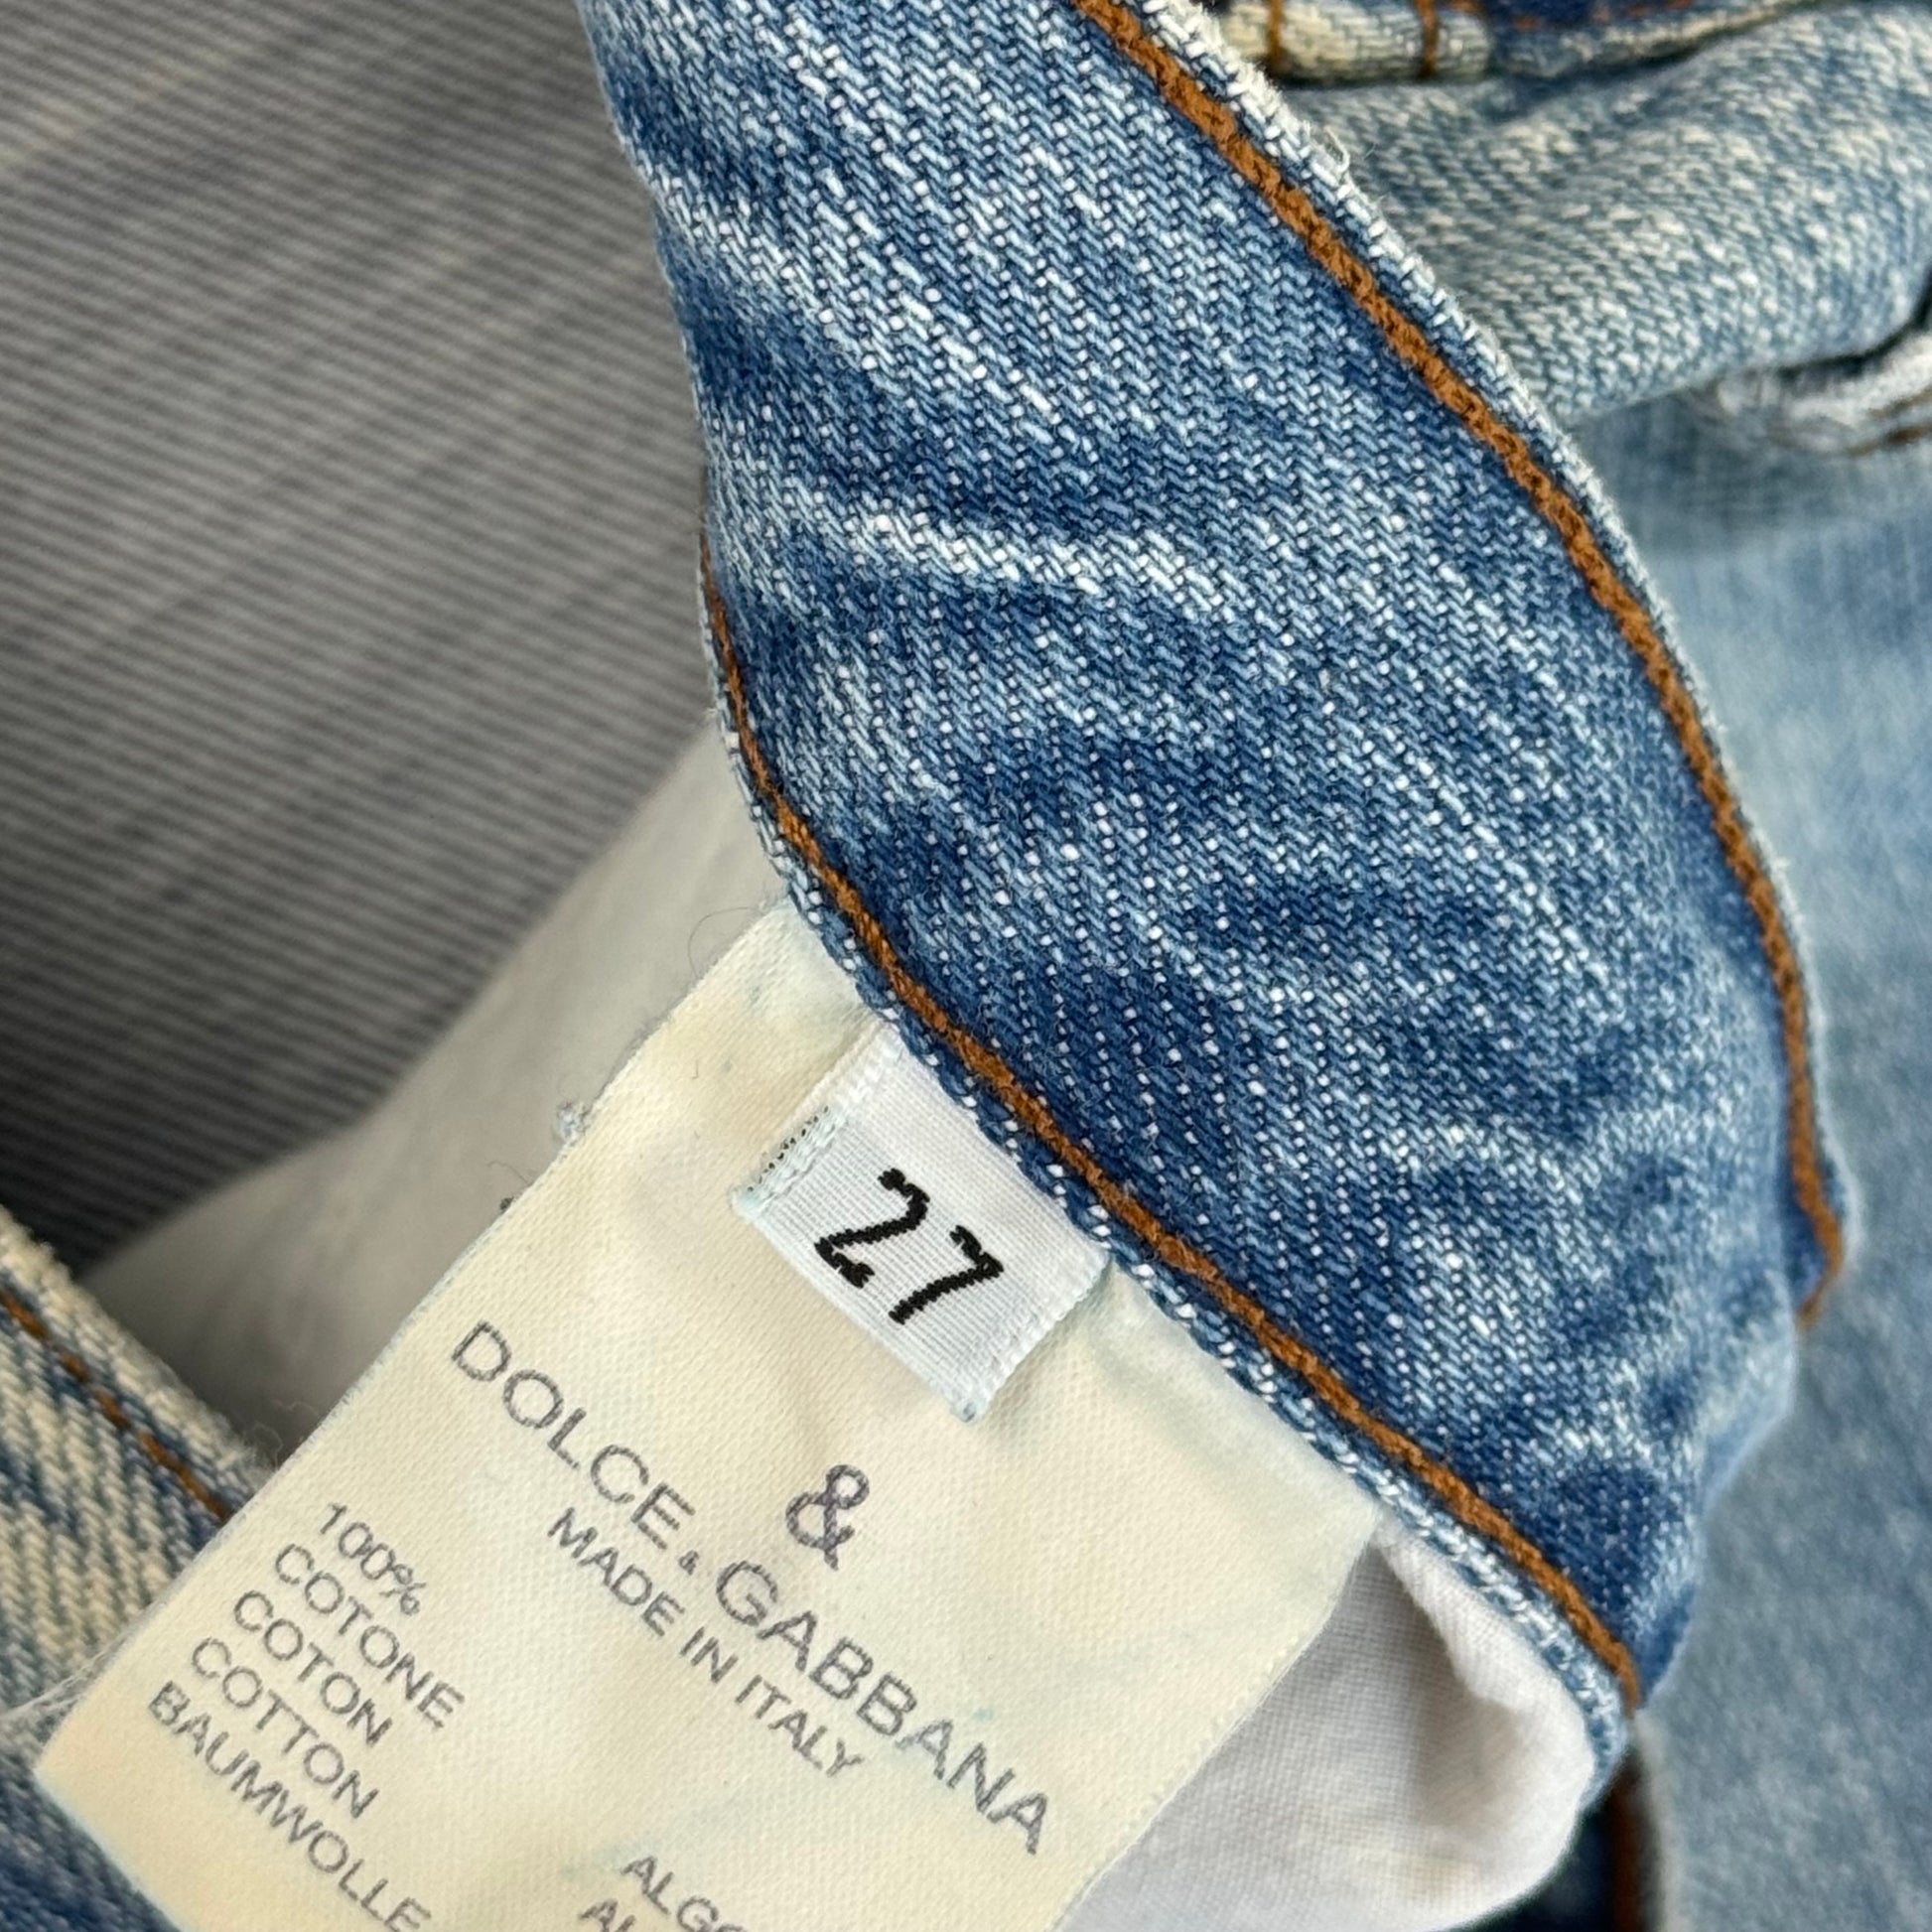 27
&
DOLCE & GABBANA
MADE IN ITALY
100%
COTONE
COTON
COTTON
BAUMWOLLE